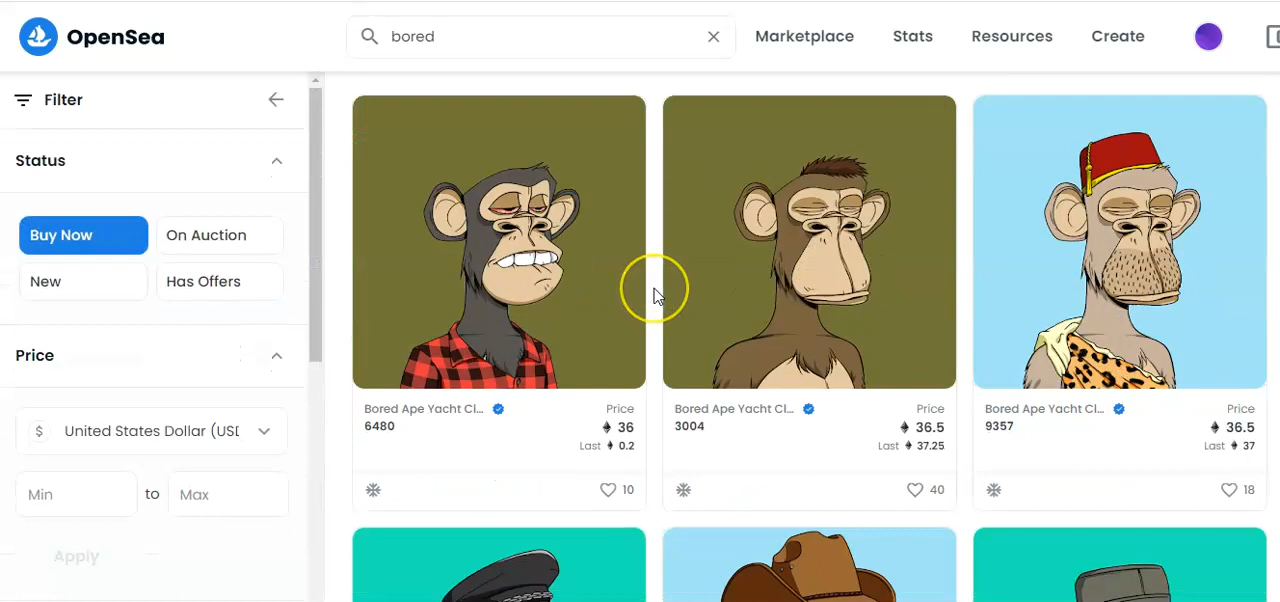 OpenSea
bored
Marketplace
Stats
Resources
Create
Filter
Status
Buy Now
On Auction
New
Has Offers
Price
$ United States Dollar (USD
Min
to
Max
Apply
Bored Ape Yacht Cl...
Price
6480
36
Last 0.2
10
Bored Ape Yacht Cl...
Price
3004
36.5
Last 37.25
40
Bored Ape Yacht Cl...
Price
9357
36.5
Last 37
18